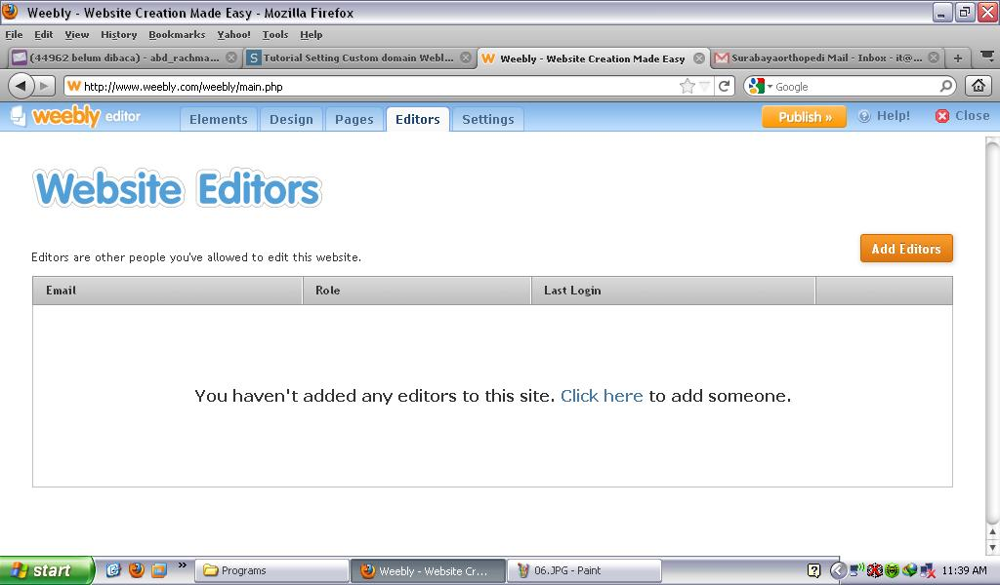 Weebly - Website Creation Made Easy - Mozilla Firefox
File Edit View History Bookmarks Yahoo! Tools Help
(44962 belum dibaca) - abd_rachma... Tutorial Setting Custom domain Webl... Weebly - Website Creation Made Easy Surabayaorthopedi Mail - Inbox - it@...
http://www.weebly.com/weebly/main.php Google
weebly editor Elements Design Pages Editors Settings Publish » Help! Close
Website Editors
Editors are other people you've allowed to edit this website. Add Editors
Email Role Last Login
You haven't added any editors to this site. Click here to add someone.
start Programs Weebly - Website Cr... 06.JPG - Paint 11:39 AM